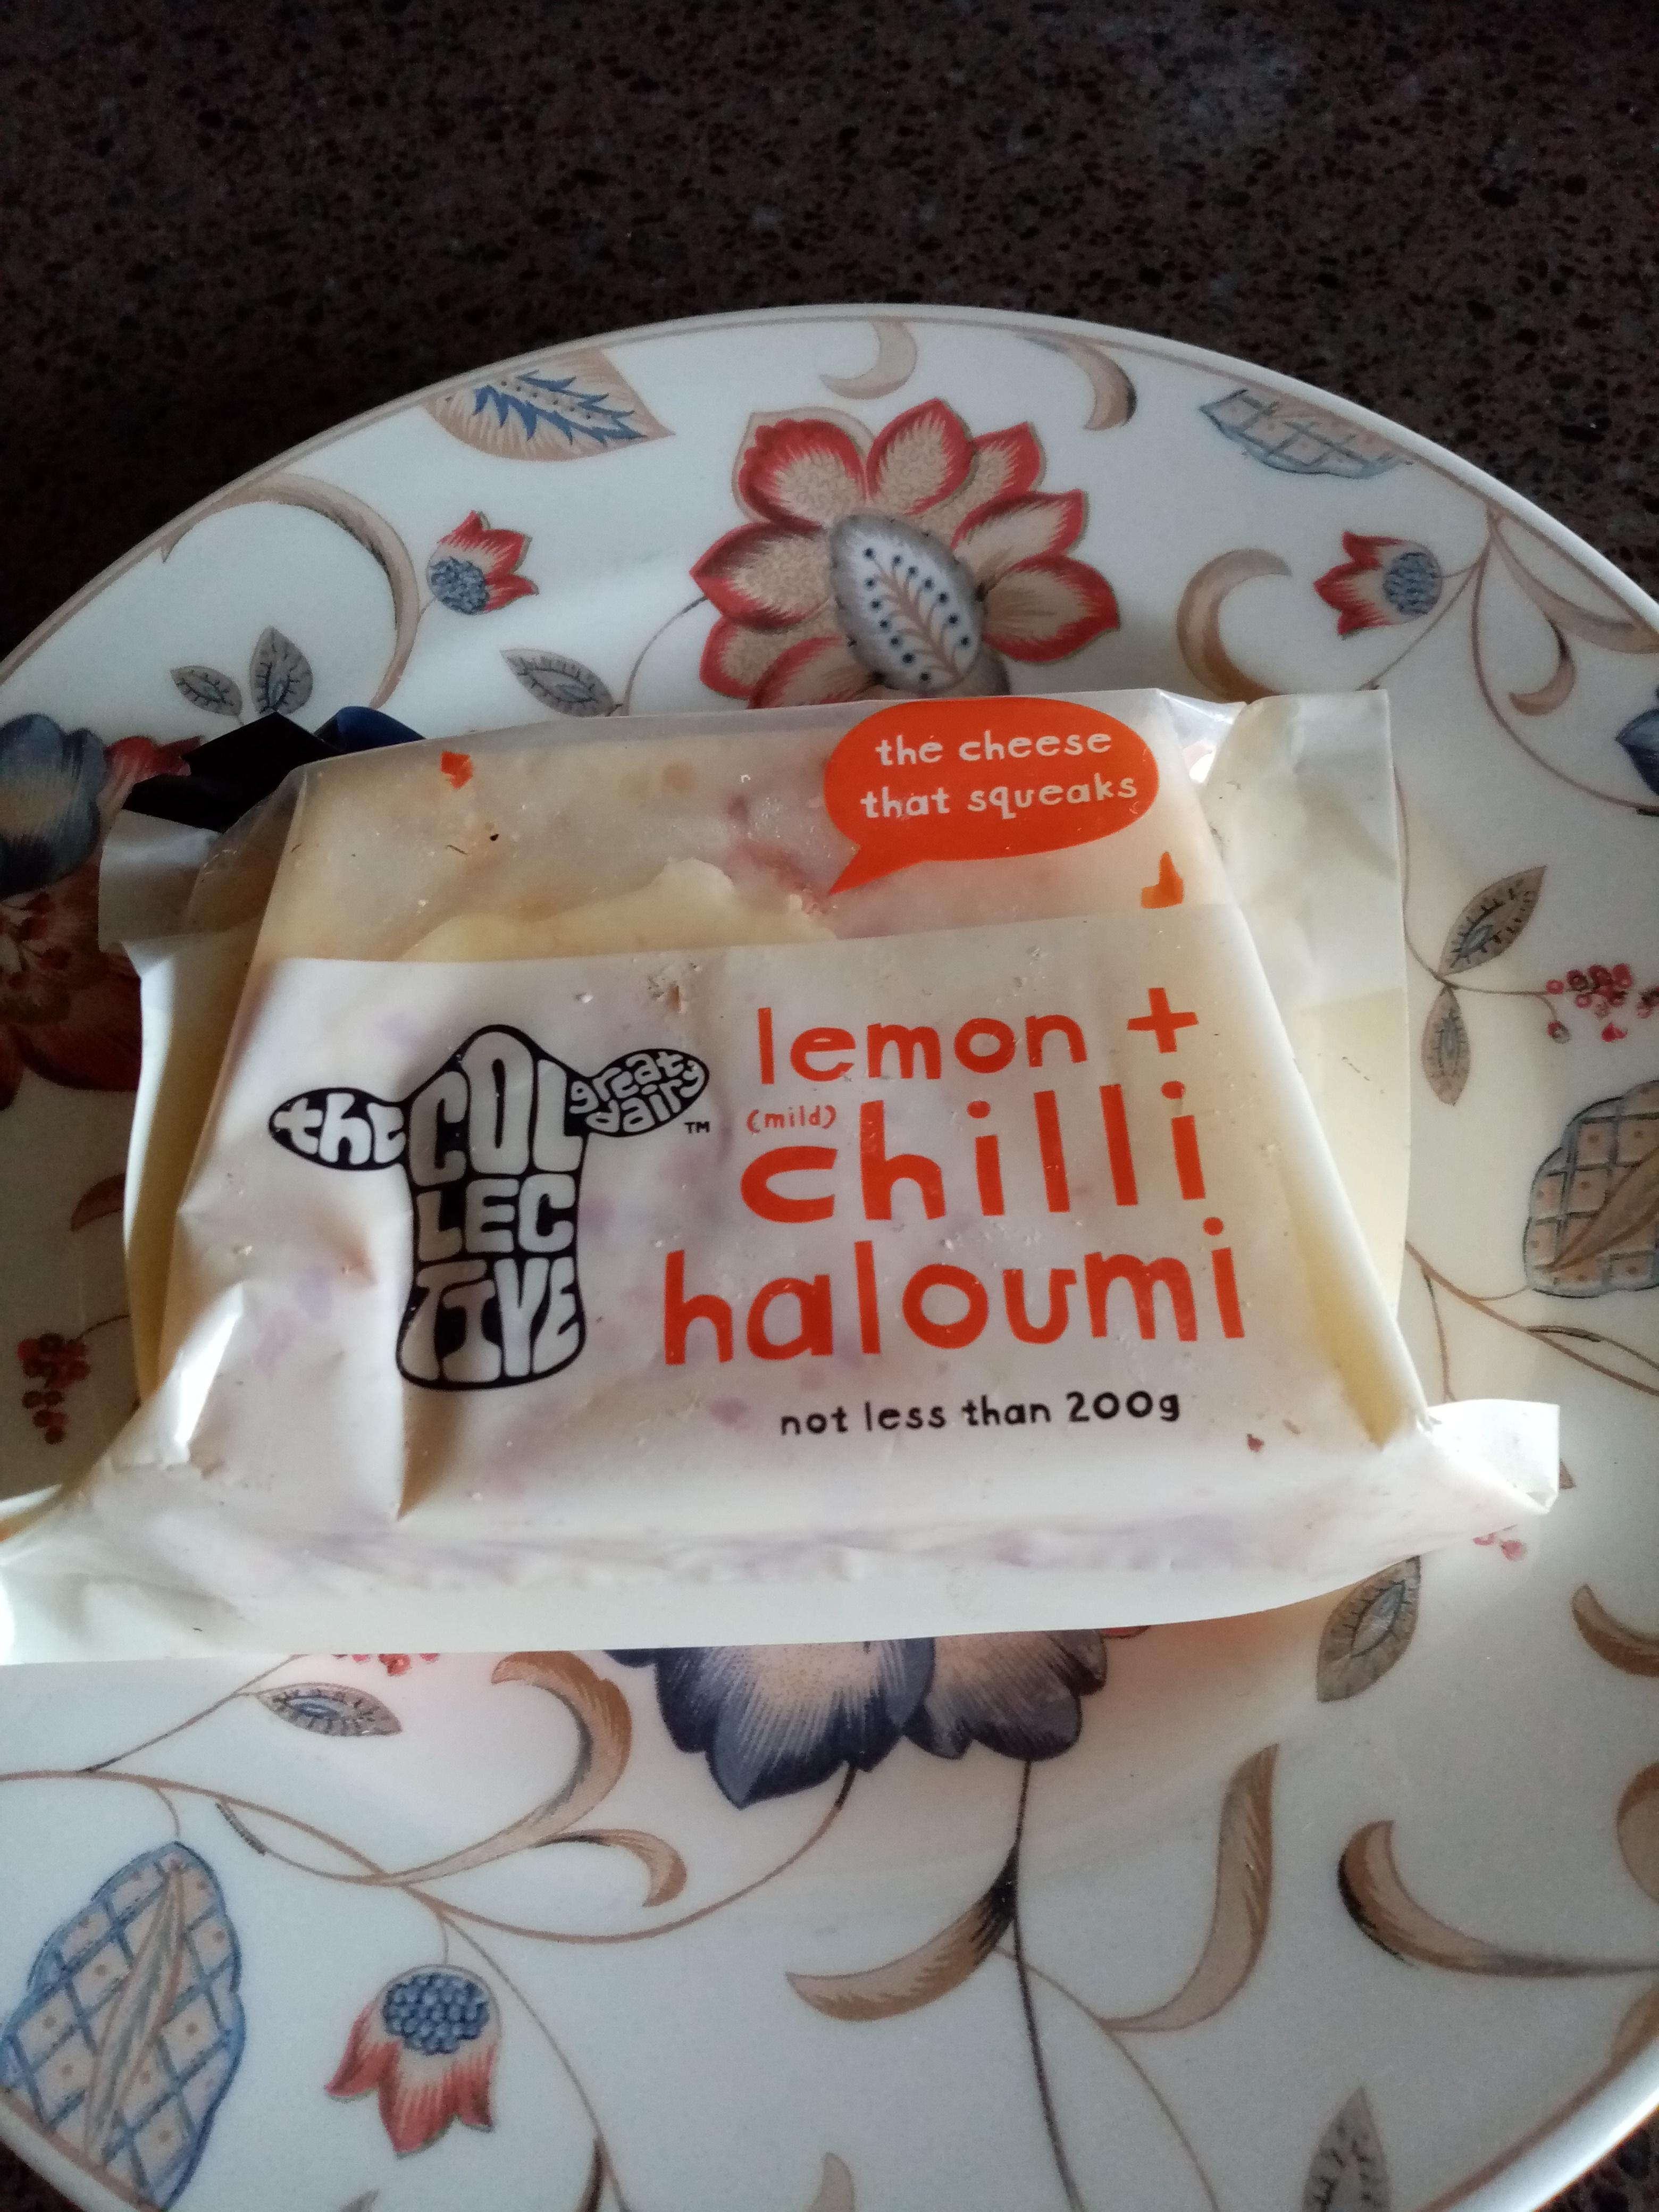 the cheese
that squeaks
the
COL
LEC
TIVE
great
dairy
TM
lemon +
(mild)
chilli
haloumi
not less than 200g